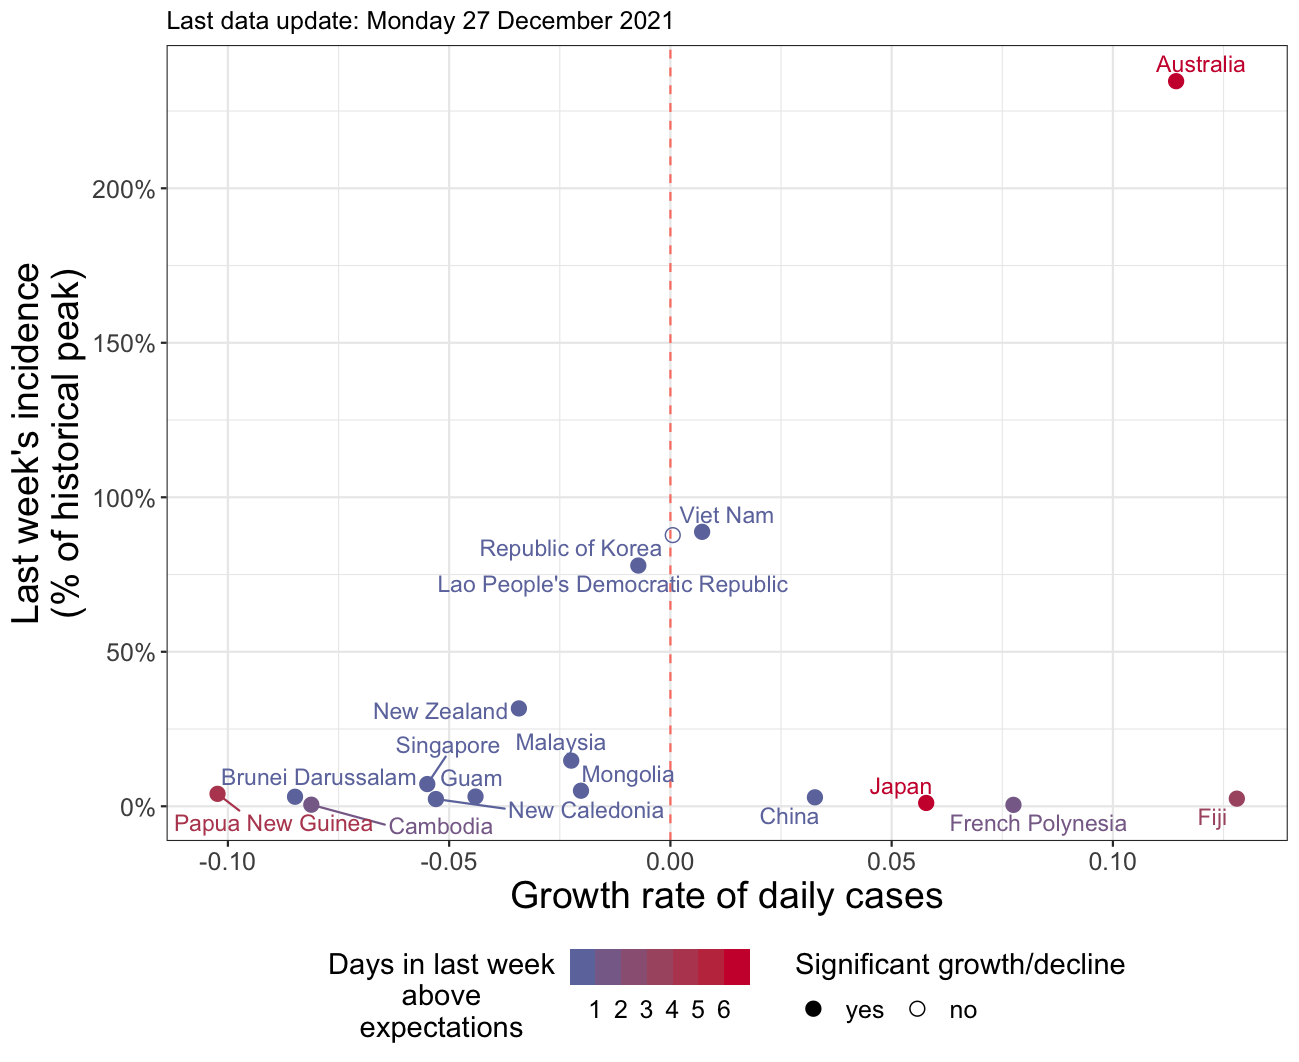 Last data update: Monday 27 December 2021
Australia
200%
150%
100%
50%
0%
Last week's incidence
(% of historical peak)
Viet Nam
Republic of Korea
Lao People's Democratic Republic
New Zealand
Singapore
Malaysia
Brunei Darussalam
Guam
Mongolia
Japan
New Caledonia
China
Papua New Guinea
Cambodia
French Polynesia
Fiji
-0.10 -0.05 0.00 0.05 0.10
Growth rate of daily cases
Days in last week
above
expectations
1 2 3 4 5 6
Significant growth/decline
yes no